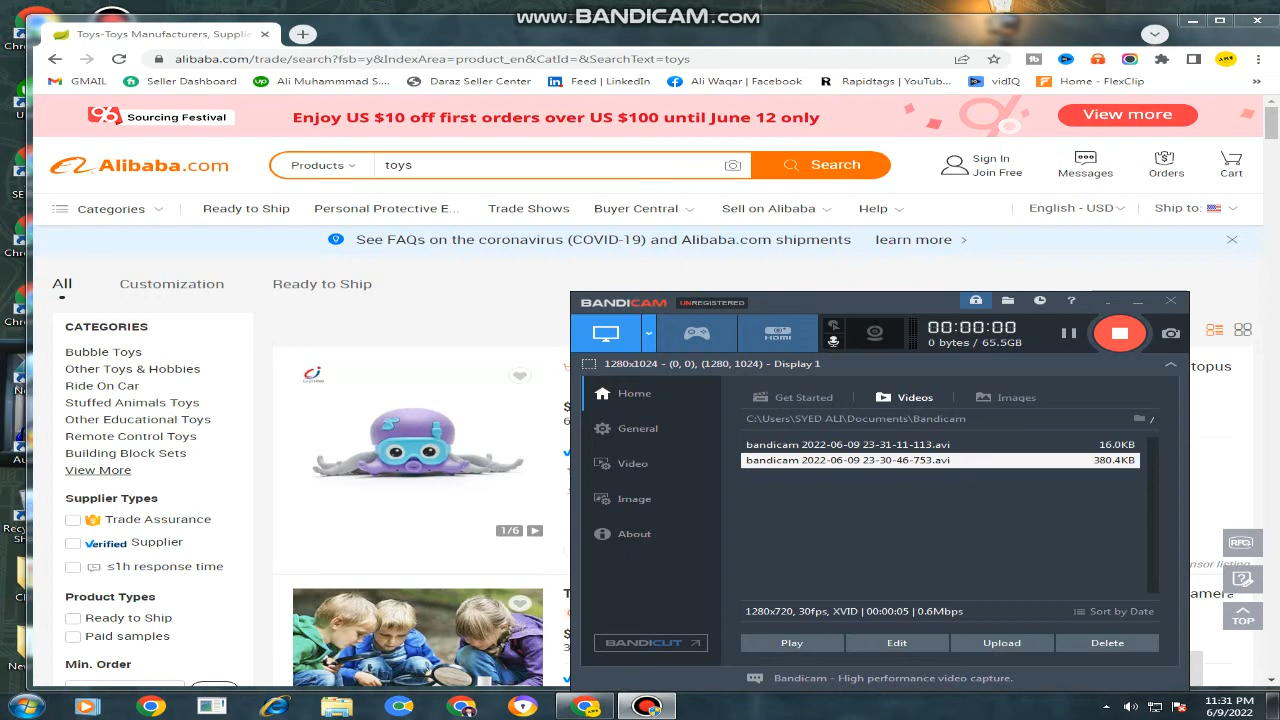 www.BANDICAM.com
Toys-Toys Manufacturers, Supplie
alibaba.com/trade/search?fsb=y&IndexArea=product_en&CatId=&SearchText=toys
GMAIL
Seller Dashboard
Ali Muhammad S...
Daraz Seller Center
Feed | LinkedIn
Ali Waqar | Facebook
Rapidtags | YouTub...
vidIQ
Home - FlexClip
Sourcing Festival
Enjoy US $10 off first orders over US $100 until June 12 only
View more
Alibaba.com
Products
toys
Search
Sign In
Join Free
Messages
Orders
Cart
Categories
Ready to Ship
Personal Protective E...
Trade Shows
Buyer Central
Sell on Alibaba
Help
English - USD
Ship to:
See FAQs on the coronavirus (COVID-19) and Alibaba.com shipments
learn more >
All
Customization
Ready to Ship
CATEGORIES
Bubble Toys
Other Toys & Hobbies
Ride On Car
Stuffed Animals Toys
Other Educational Toys
Remote Control Toys
Building Block Sets
View More
Supplier Types
Trade Assurance
Verified Supplier
≤1h response time
Product Types
Ready to Ship
Paid samples
Min. Order
1/6
BANDICAM
UNREGISTERED
HDMI
00:00:00
0 bytes / 65.5GB
1280x1024 - (0, 0), (1280, 1024) - Display 1
Home
General
Video
Image
About
BANDICUT
Get Started
Videos
Images
C:\Users\SYED ALI\Documents\Bandicam
bandicam 2022-06-09 23-31-11-113.avi
16.0KB
bandicam 2022-06-09 23-30-46-753.avi
380.4KB
1280x720, 30fps, XVID | 00:00:05 | 0.6Mbps
Sort by Date
Play
Edit
Upload
Delete
Bandicam - High performance video capture.
topus
RFQ
nsor listing
amera
TOP
11:31 PM
6/9/2022